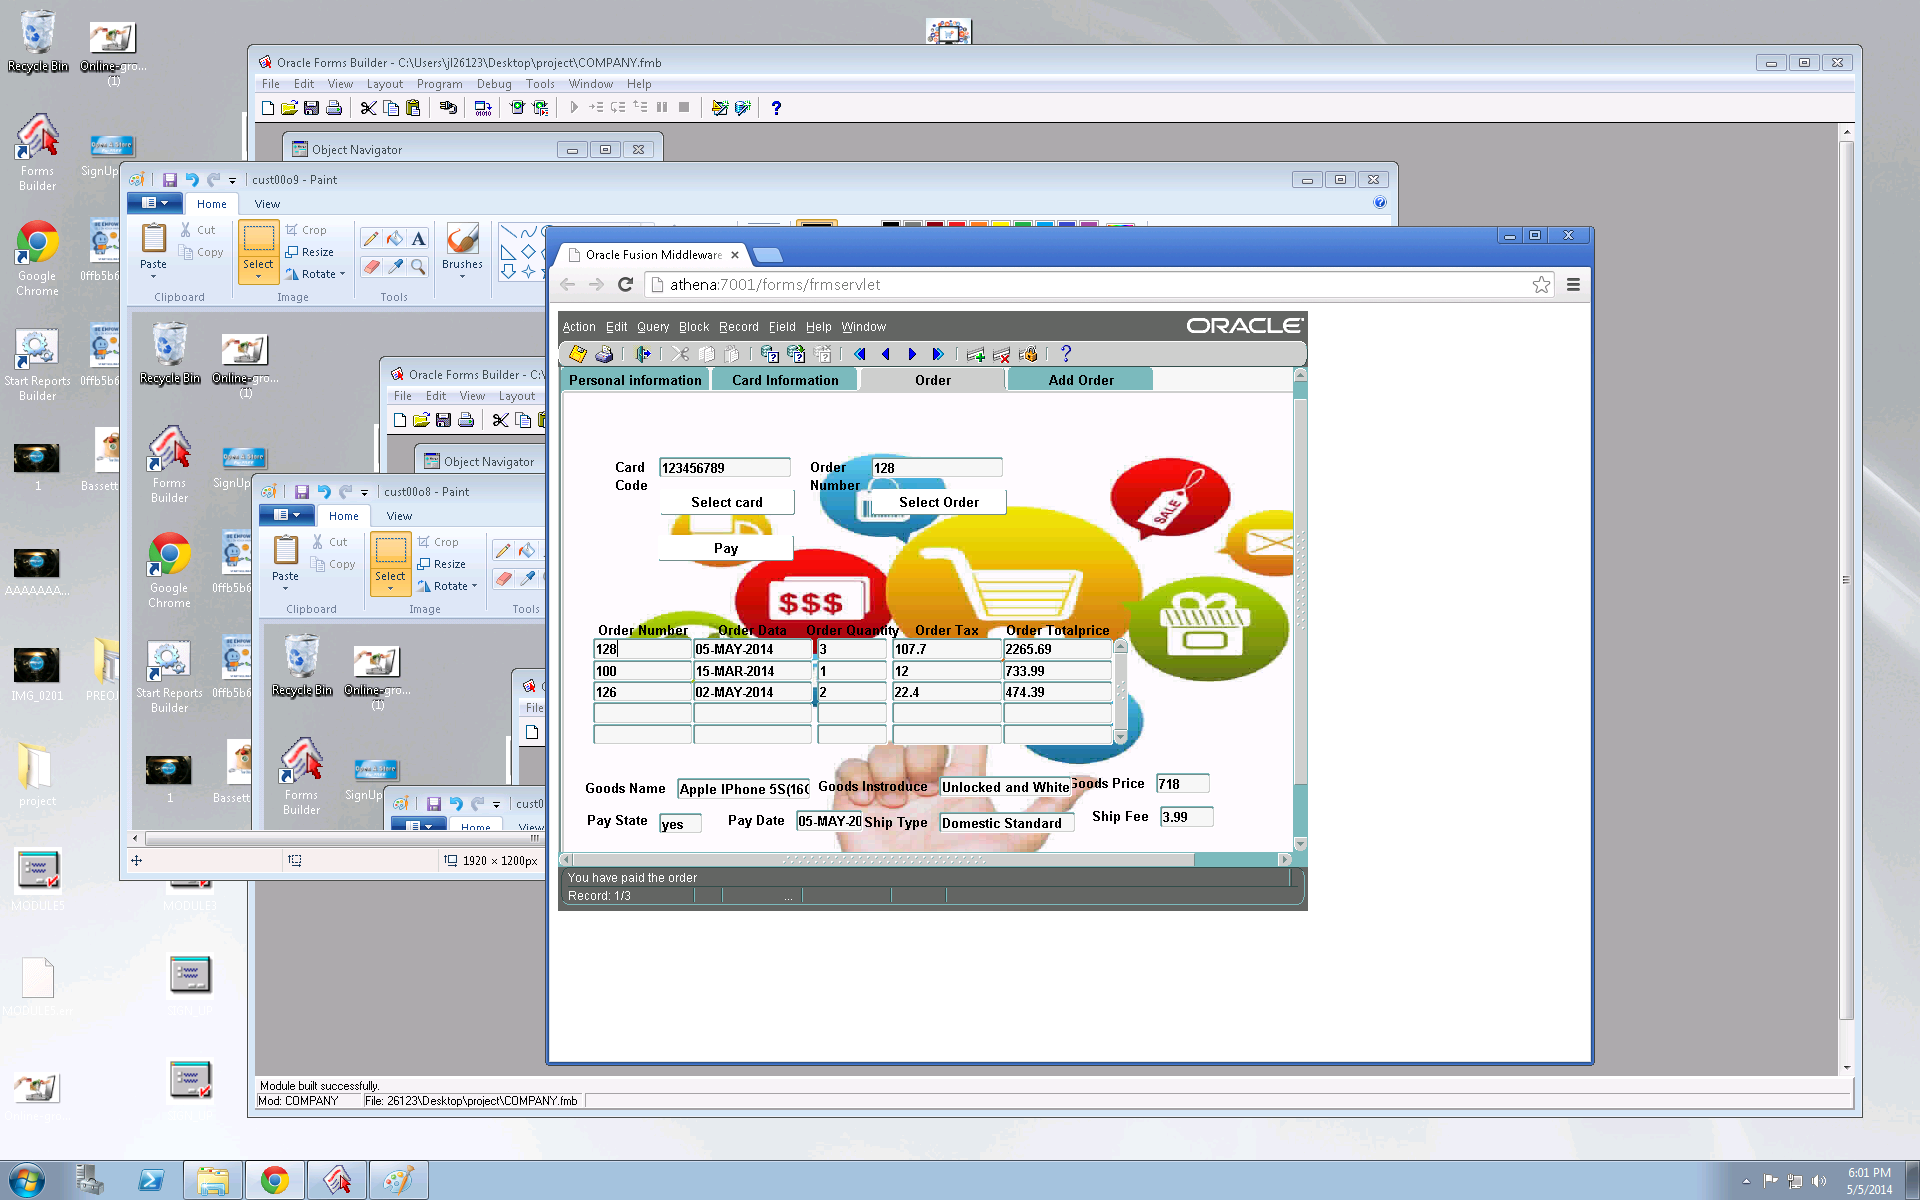 Recycle Bin
Online-gro...
(1)
Forms
Builder
SignUp
Google
Chrome
0ffb5b6
Start Reports
Builder
0ffb5b6
1
Bassett
AAAAAAA...
IMG_0201
PREOJ
project
MODULE5
MODULE3
Oracle Forms Builder - C:\Users\jl26123\Desktop\project\COMPANY.fmb
File Edit View Layout Program Debug Tools Window Help
Object Navigator
cust00o9 - Paint
Home View
Paste
Cut
Copy
Clipboard
Select
Crop
Resize
Rotate
Image
Tools
Brushes
Recycle Bin
Online-gro...
(1)
Forms
Builder
SignUp
Google
Chrome
0ffb5b6
Start Reports
Builder
0ffb5b6
1
Bassett
Oracle Forms Builder - C:\
File Edit View Layout
Object Navigator
cust00o8 - Paint
Home View
Paste
Cut
Copy
Clipboard
Select
Crop
Resize
Rotate
Image
Tools
Recycle Bin
Online-gro...
(1)
Forms
Builder
SignUp
File
cust0
Home View
1920 × 1200px
Oracle Fusion Middleware
athena:7001/forms/frmservlet
Action Edit Query Block Record Field Help Window
ORACLE
Personal information Card Information Order Add Order
Card
Code
123456789
Order
Number
128
Select card
Select Order
Pay
SALE
$$$
Order Number Order Data Order Quantity Order Tax Order Totalprice
128 05-MAY-2014 3 107.7 2265.69
100 15-MAR-2014 1 12 733.99
126 02-MAY-2014 2 22.4 474.39
Goods Name Apple IPhone 5S(16G Goods Instroduce Unlocked and White Goods Price 718
Pay State yes Pay Date 05-MAY-20 Ship Type Domestic Standard Ship Fee 3.99
You have paid the order
Record: 1/3
...
Module built successfully.
Mod: COMPANY File: 26123\Desktop\project\COMPANY.fmb
6:01 PM
5/5/2014